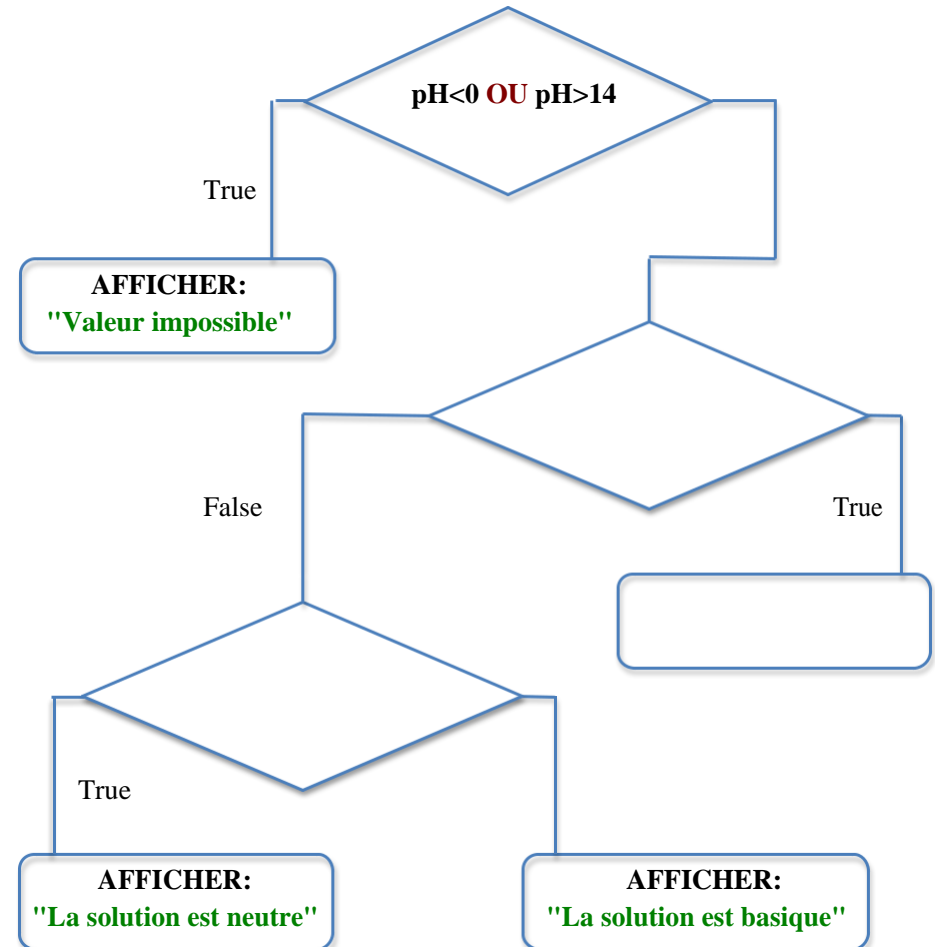 pH<0 OU pH>14
True
AFFICHER:
"Valeur impossible"
False
True
True
AFFICHER:
"La solution est neutre"
AFFICHER:
"La solution est basique"